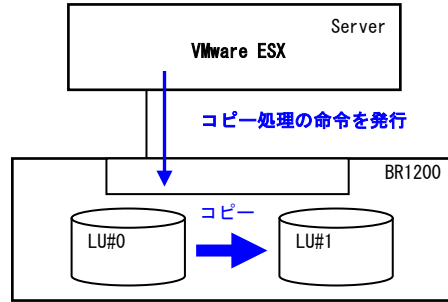 Server
VMware ESX
コピー処理の命令を発行
BR1200
コピー
LU#0
LU#1